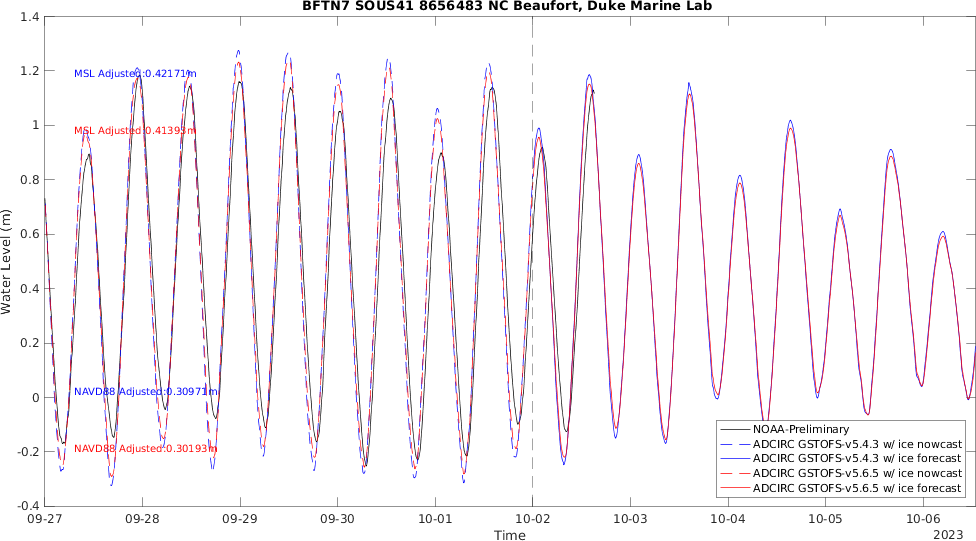 BFTN7 SOUS41 8656483 NC Beaufort, Duke Marine Lab
1.4
1.2
1
0.8
0.6
0.4
0.2
0
-0.2
-0.4
Water Level (m)
MSL Adjusted:0.42171m
MSL Adjusted:0.41393m
NAVD88 Adjusted:0.30971m
NAVD88 Adjusted:0.30193m
NOAA-Preliminary
ADCIRC GSTOFS-v5.4.3 w/ ice nowcast
ADCIRC GSTOFS-v5.4.3 w/ ice forecast
ADCIRC GSTOFS-v5.6.5 w/ ice nowcast
ADCIRC GSTOFS-v5.6.5 w/ ice forecast
09-27 09-28 09-29 09-30 10-01 10-02 10-03 10-04 10-05 10-06
Time
2023